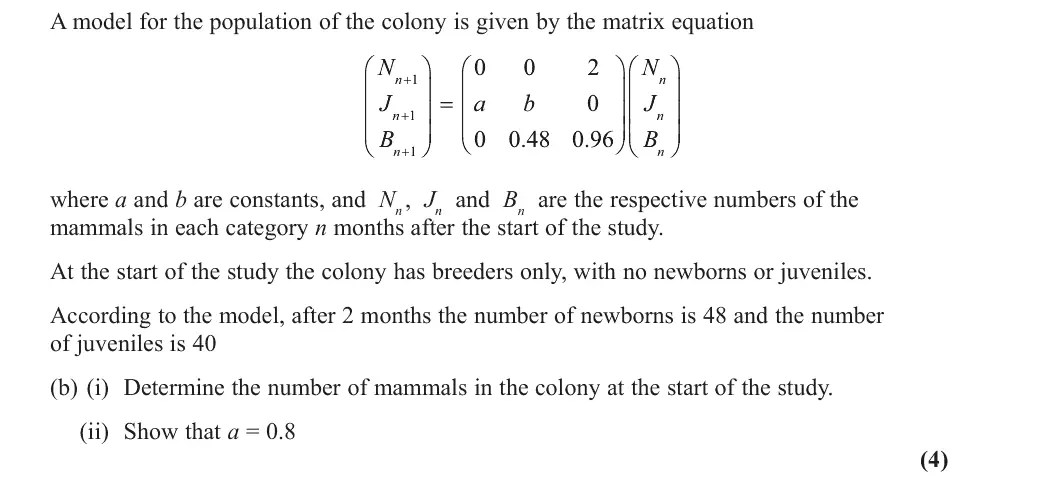 A model for the population of the colony is given by the matrix equation
(N_{n+1}) (0 0 2) (N_n)
(J_{n+1}) = (a b 0) (J_n)
(B_{n+1}) (0 0.48 0.96) (B_n)
where a and b are constants, and N_n, J_n and B_n are the respective numbers of the
mammals in each category n months after the start of the study.
At the start of the study the colony has breeders only, with no newborns or juveniles.
According to the model, after 2 months the number of newborns is 48 and the number
of juveniles is 40
(b) (i) Determine the number of mammals in the colony at the start of the study.
(ii) Show that a = 0.8
(4)